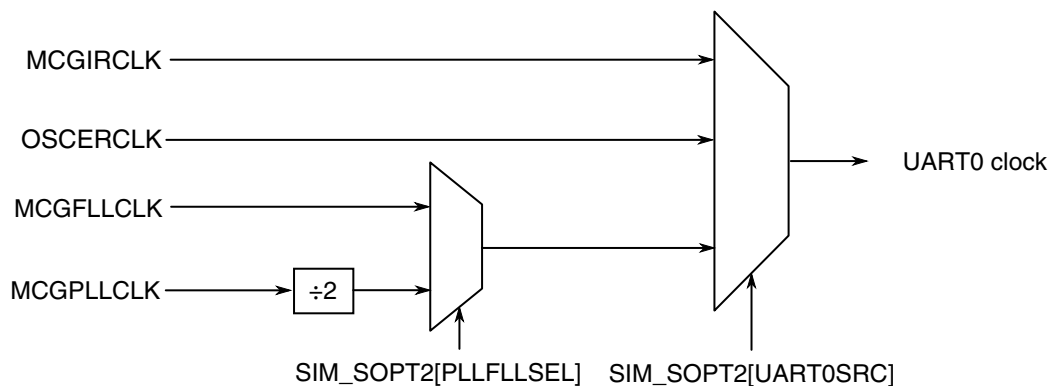 MCGIRCLK
OSCERCLK
UART0 clock
MCGFLLCLK
MCGPLLCLK
÷2
SIM_SOPT2[PLLFLLSEL]
SIM_SOPT2[UART0SRC]